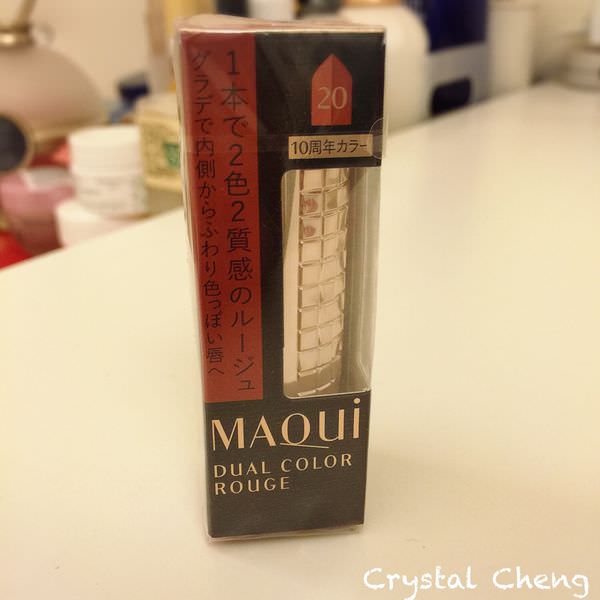 1本で2色2質感のルージュ
グラデで内側からふわり色っぽい唇へ
20
10周年カラー
MAQUi
DUAL COLOR
ROUGE
Crystal Cheng